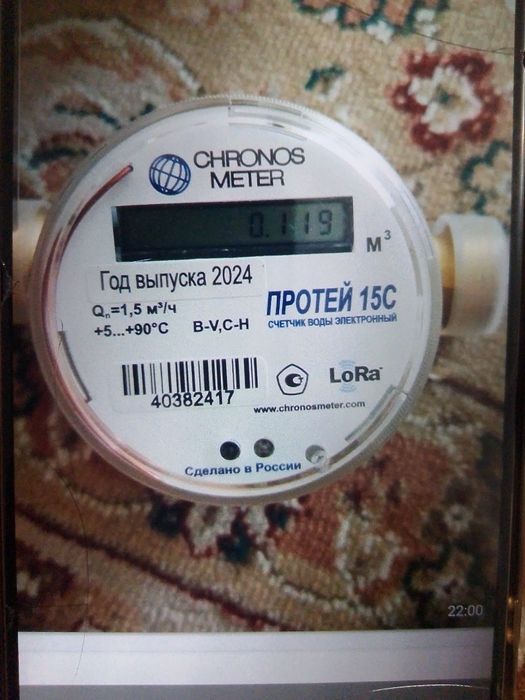 CHRONOS
METER
0.119
м³
Год выпуска 2024
Qₙ=1,5 м³/ч
+5...+90°C B-V,C-H
ПРОТЕЙ 15С
СЧЕТЧИК ВОДЫ ЭЛЕКТРОННЫЙ
40382417
LoRa
www.chronosmeter.com
Сделано в России
22:00